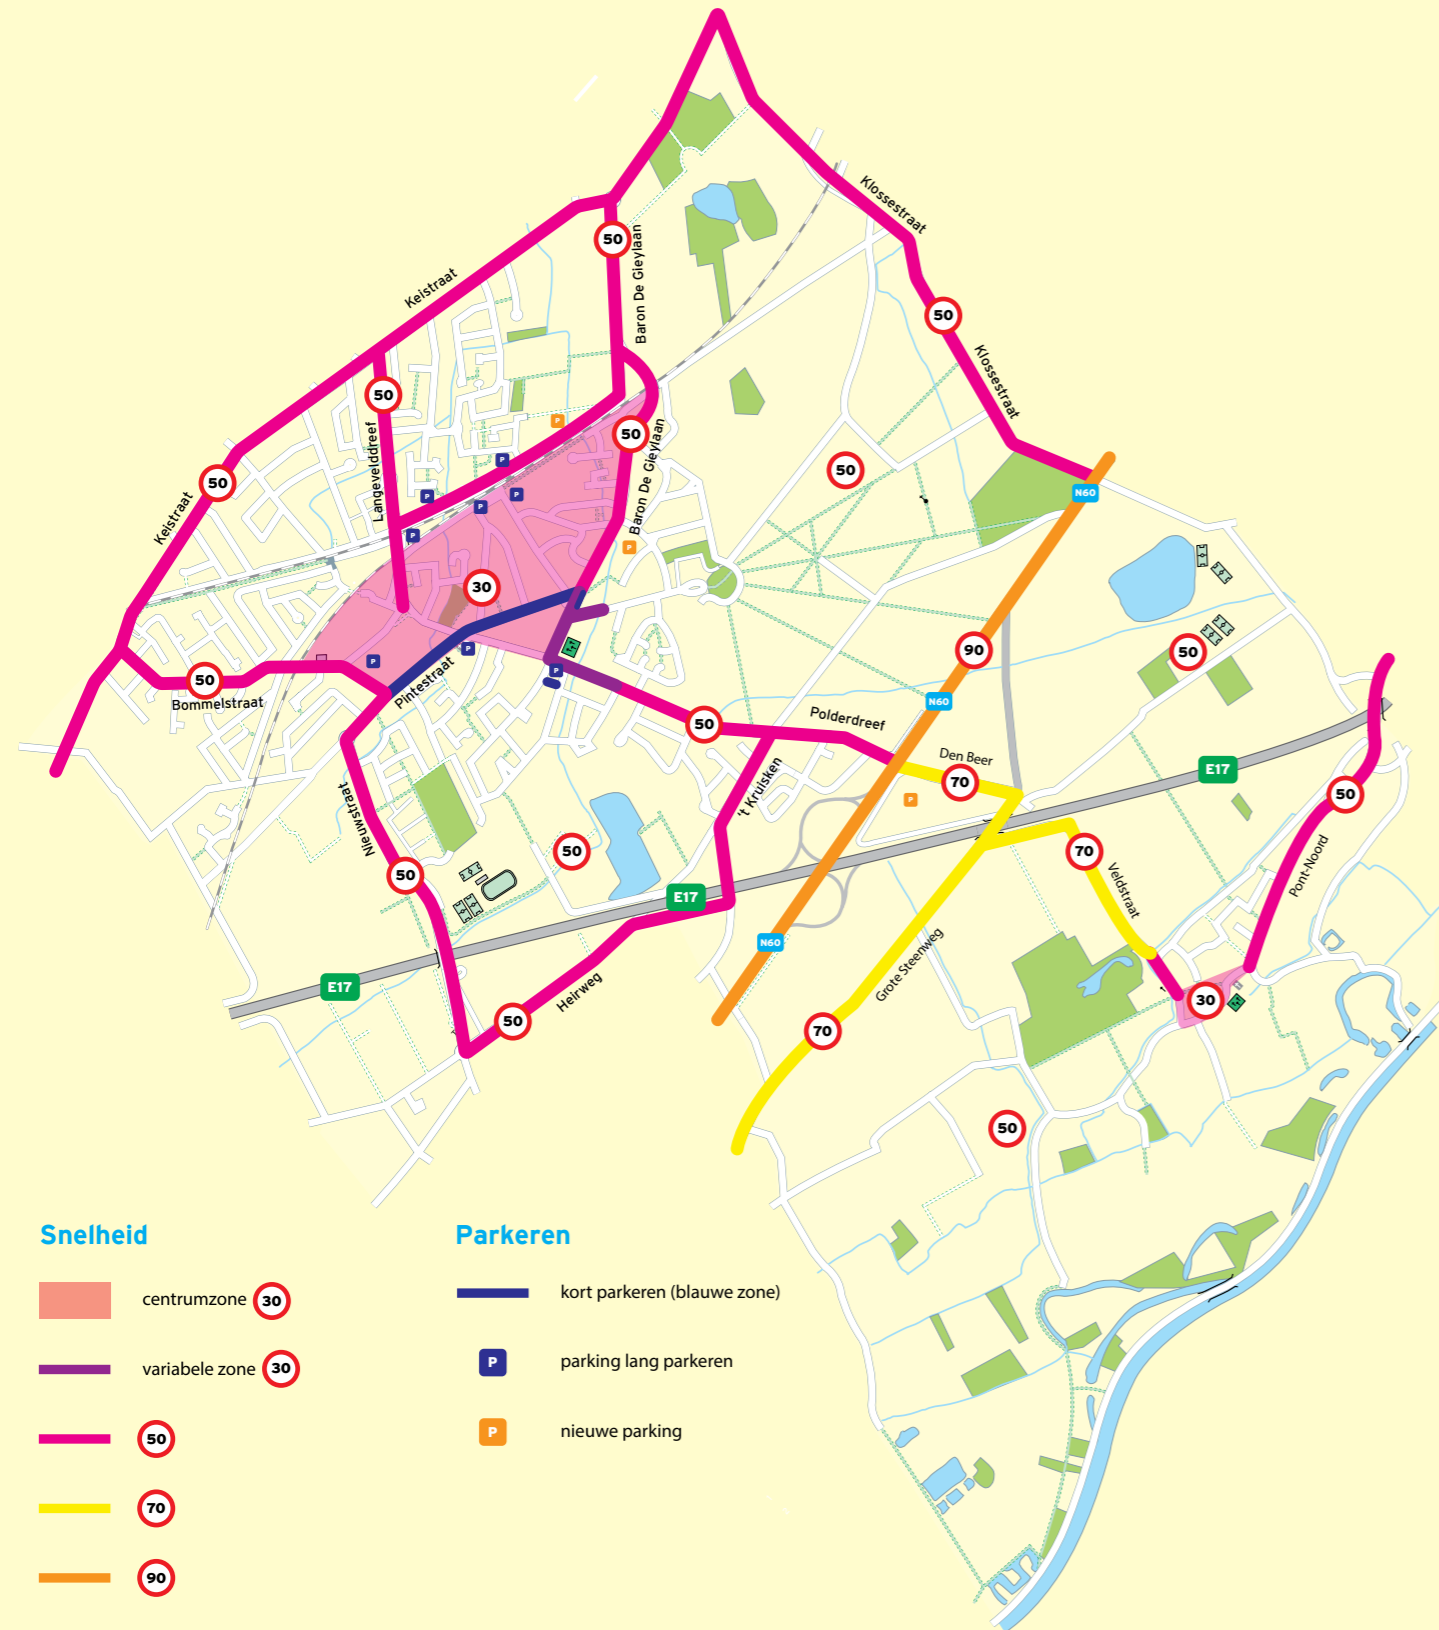 Klossestraat
50
Baron De Gieylaan
Keistraat
50
Klossestraat
50
P
50
Baron De Gieylaan
Langevelddreef
P
50
50
Keistraat
P
P
P
N60
P
P
30
P
P
P
90
50
50
Bommelstraat
Pintestraat
N60
50
Polderdreef
Den Beer
70
E17
't Kruisken
P
50
Nieuwstraat
50
50
70
Veldstraat
Pont-Noord
E17
N60
Grote Steenweg
E17
Heirweg
50
30
70
50
Snelheid
Parkeren
centrumzone 30
kort parkeren (blauwe zone)
variabele zone 30
P parking lang parkeren
50
P nieuwe parking
70
90